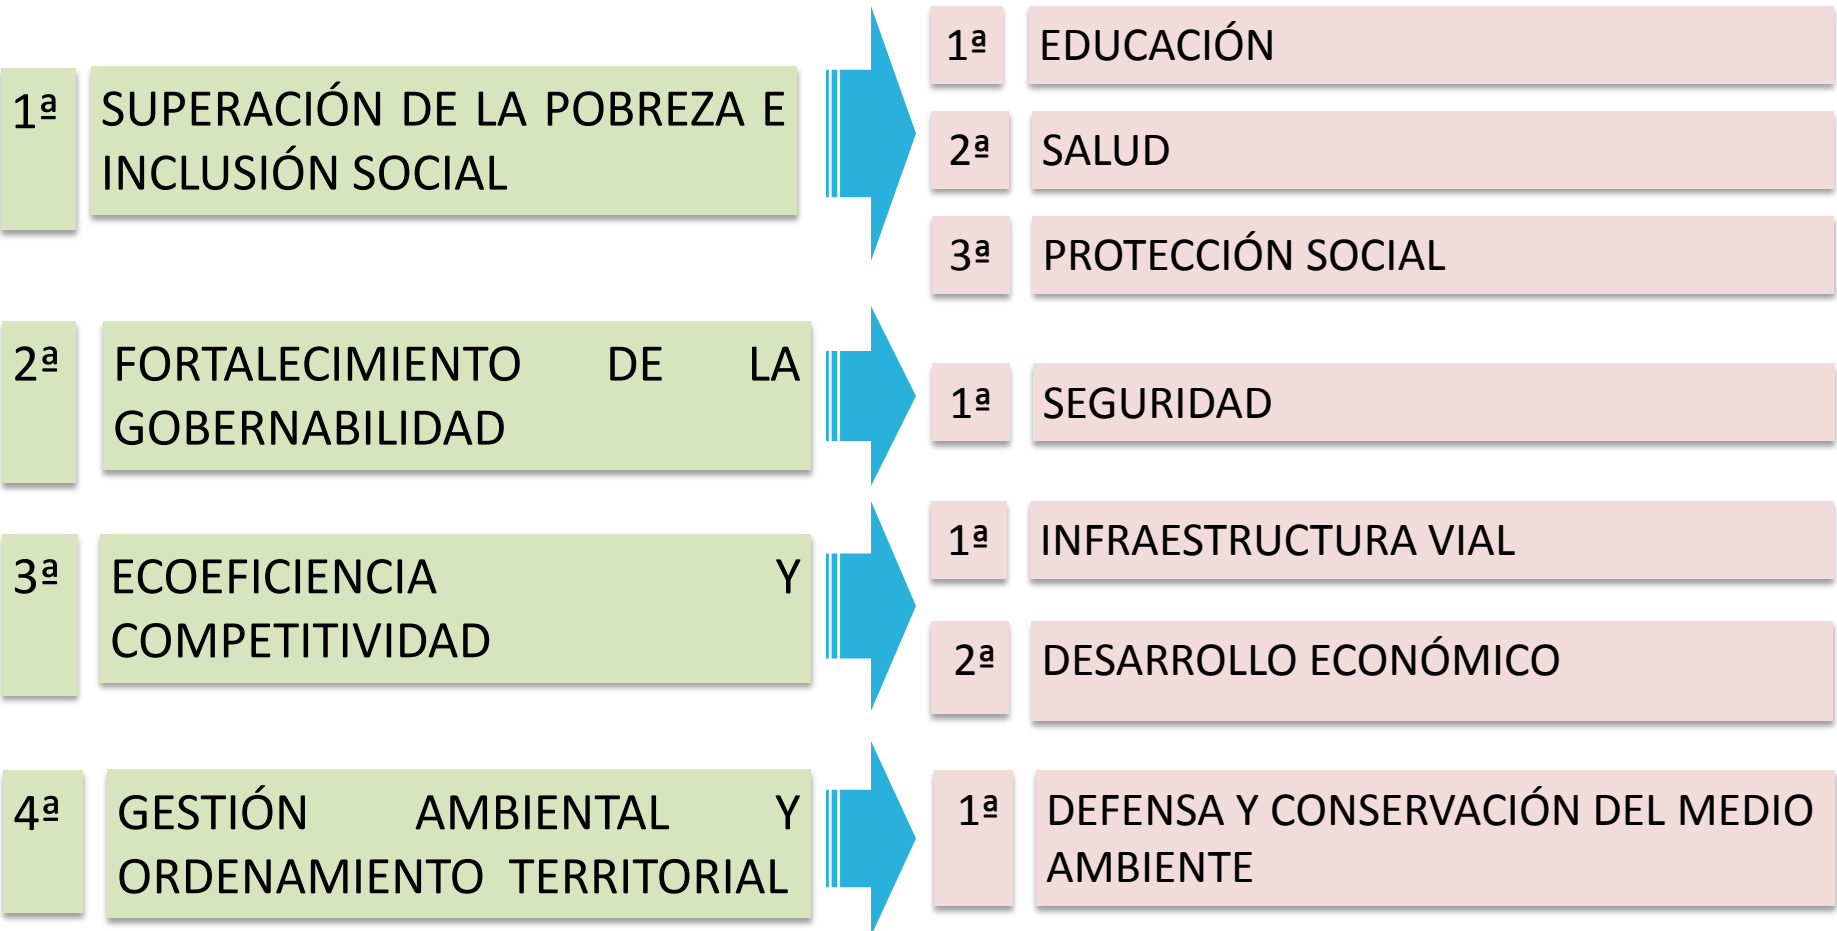 1ª
SUPERACIÓN DE LA POBREZA E
INCLUSIÓN SOCIAL
1ª
EDUCACIÓN
2ª
SALUD
3ª
PROTECCIÓN SOCIAL
2ª
FORTALECIMIENTO DE LA
GOBERNABILIDAD
1ª
SEGURIDAD
3ª
ECOEFICIENCIA Y
COMPETITIVIDAD
1ª
INFRAESTRUCTURA VIAL
2ª
DESARROLLO ECONÓMICO
4ª
GESTIÓN AMBIENTAL Y
ORDENAMIENTO TERRITORIAL
1ª
DEFENSA Y CONSERVACIÓN DEL MEDIO
AMBIENTE